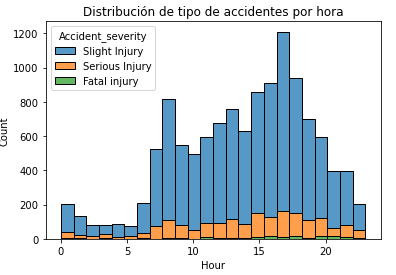 Distribución de tipo de accidentes por hora
Accident_severity
Slight Injury
Serious Injury
Fatal injury
1200
1000
800
600
400
200
0
Count
0 5 10 15 20
Hour